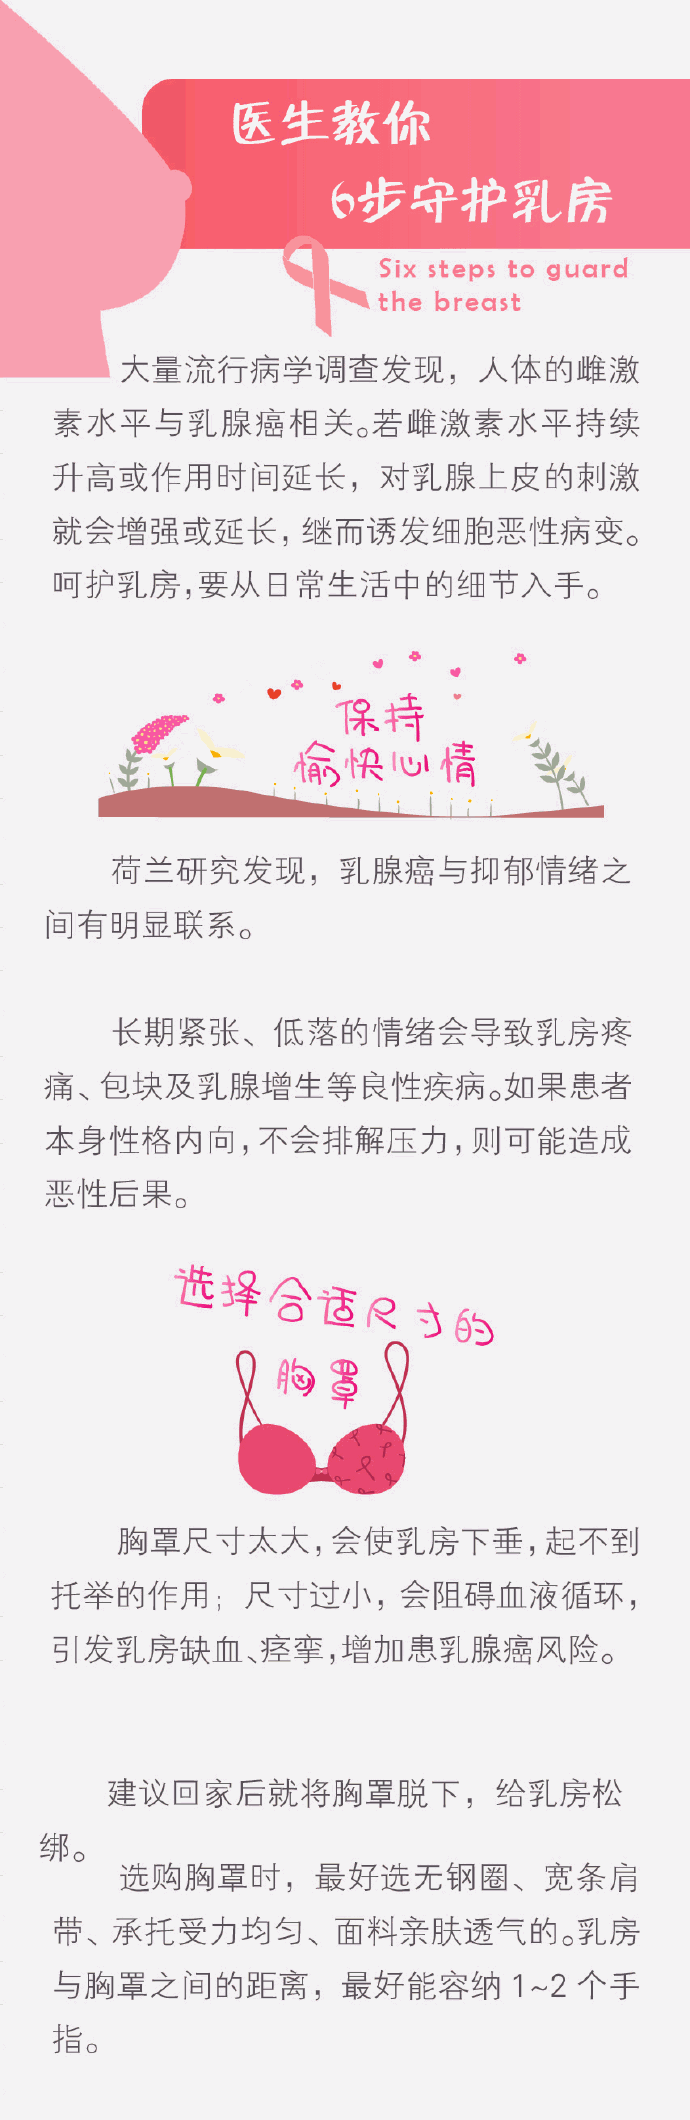 医生教你
6步守护乳房
Six steps to guard
the breast
大量流行病学调查发现，人体的雌激
素水平与乳腺癌相关。若雌激素水平持续
升高或作用时间延长，对乳腺上皮的刺激
就会增强或延长，继而诱发细胞恶性病变。
呵护乳房，要从日常生活中的细节入手。
保持
愉快心情
荷兰研究发现，乳腺癌与抑郁情绪之
间有明显联系。
长期紧张、低落的情绪会导致乳房疼
痛、包块及乳腺增生等良性疾病。如果患者
本身性格内向，不会排解压力，则可能造成
恶性后果。
选择合适尺寸的
胸罩
胸罩尺寸太大，会使乳房下垂，起不到
托举的作用；尺寸过小，会阻碍血液循环，
引发乳房缺血、痉挛，增加患乳腺癌风险。
建议回家后就将胸罩脱下，给乳房松
绑。
选购胸罩时，最好选无钢圈、宽条肩
带、承托受力均匀、面料亲肤透气的。乳房
与胸罩之间的距离，最好能容纳 1~2 个手
指。